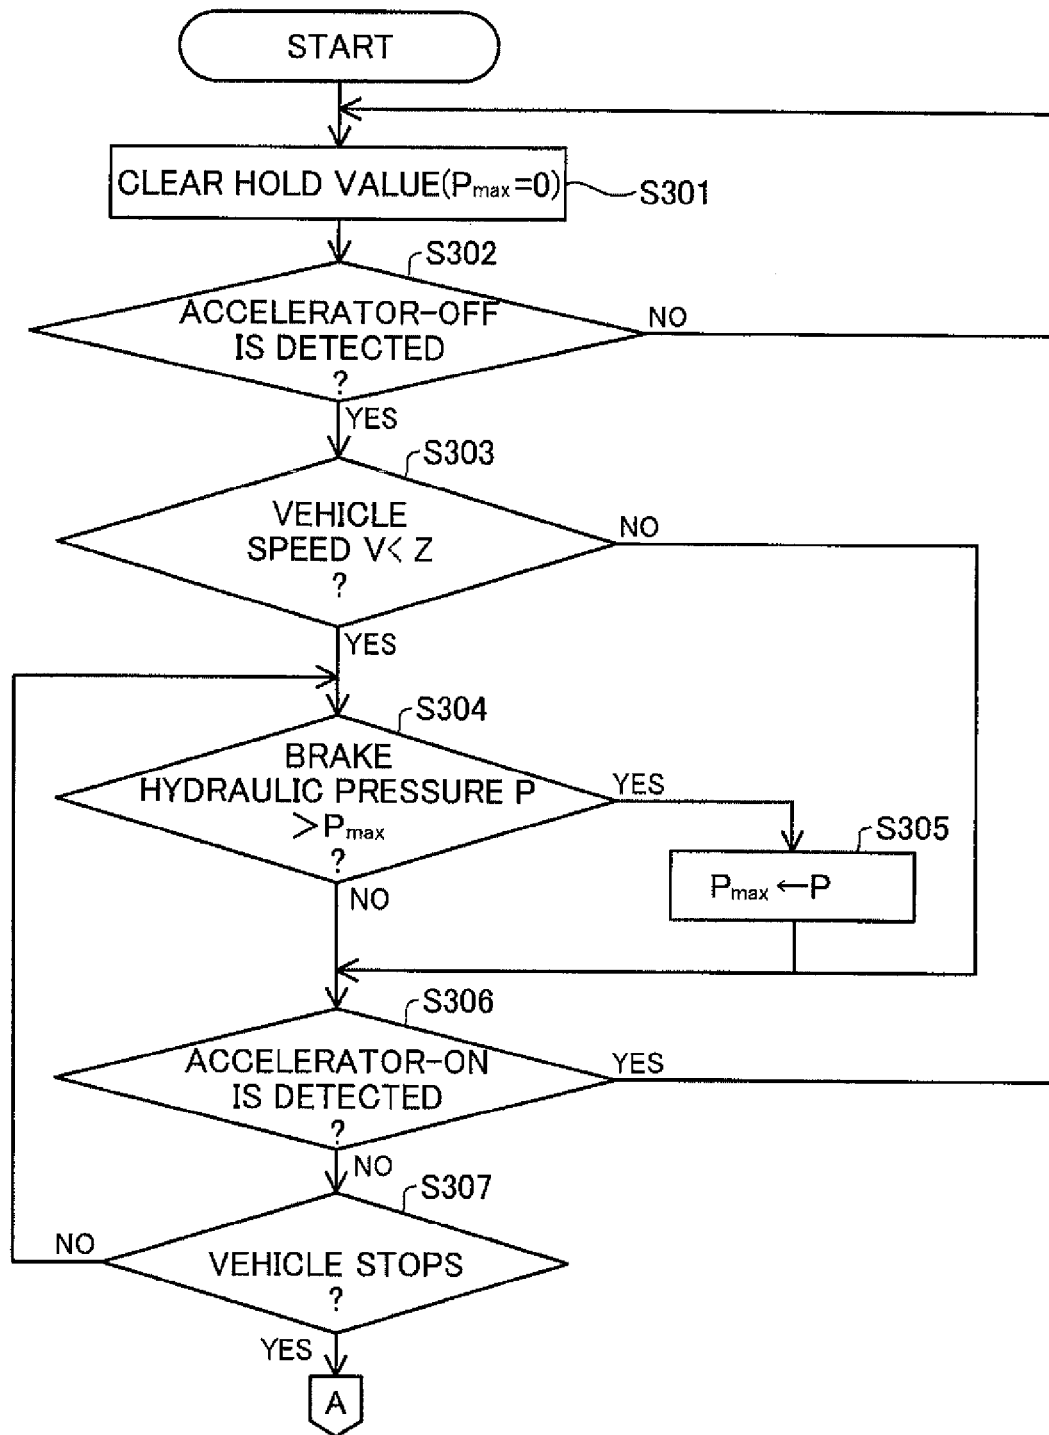 START
CLEAR HOLD VALUE(Pmax=0)
S301
S302
ACCELERATOR-OFF
IS DETECTED
?
NO
YES
S303
VEHICLE
SPEED V< Z
?
NO
YES
S304
BRAKE
HYDRAULIC PRESSURE P
>Pmax
?
YES
NO
S305
Pmax←P
S306
ACCELERATOR-ON
IS DETECTED
?
YES
NO
S307
VEHICLE STOPS
?
NO
YES
A